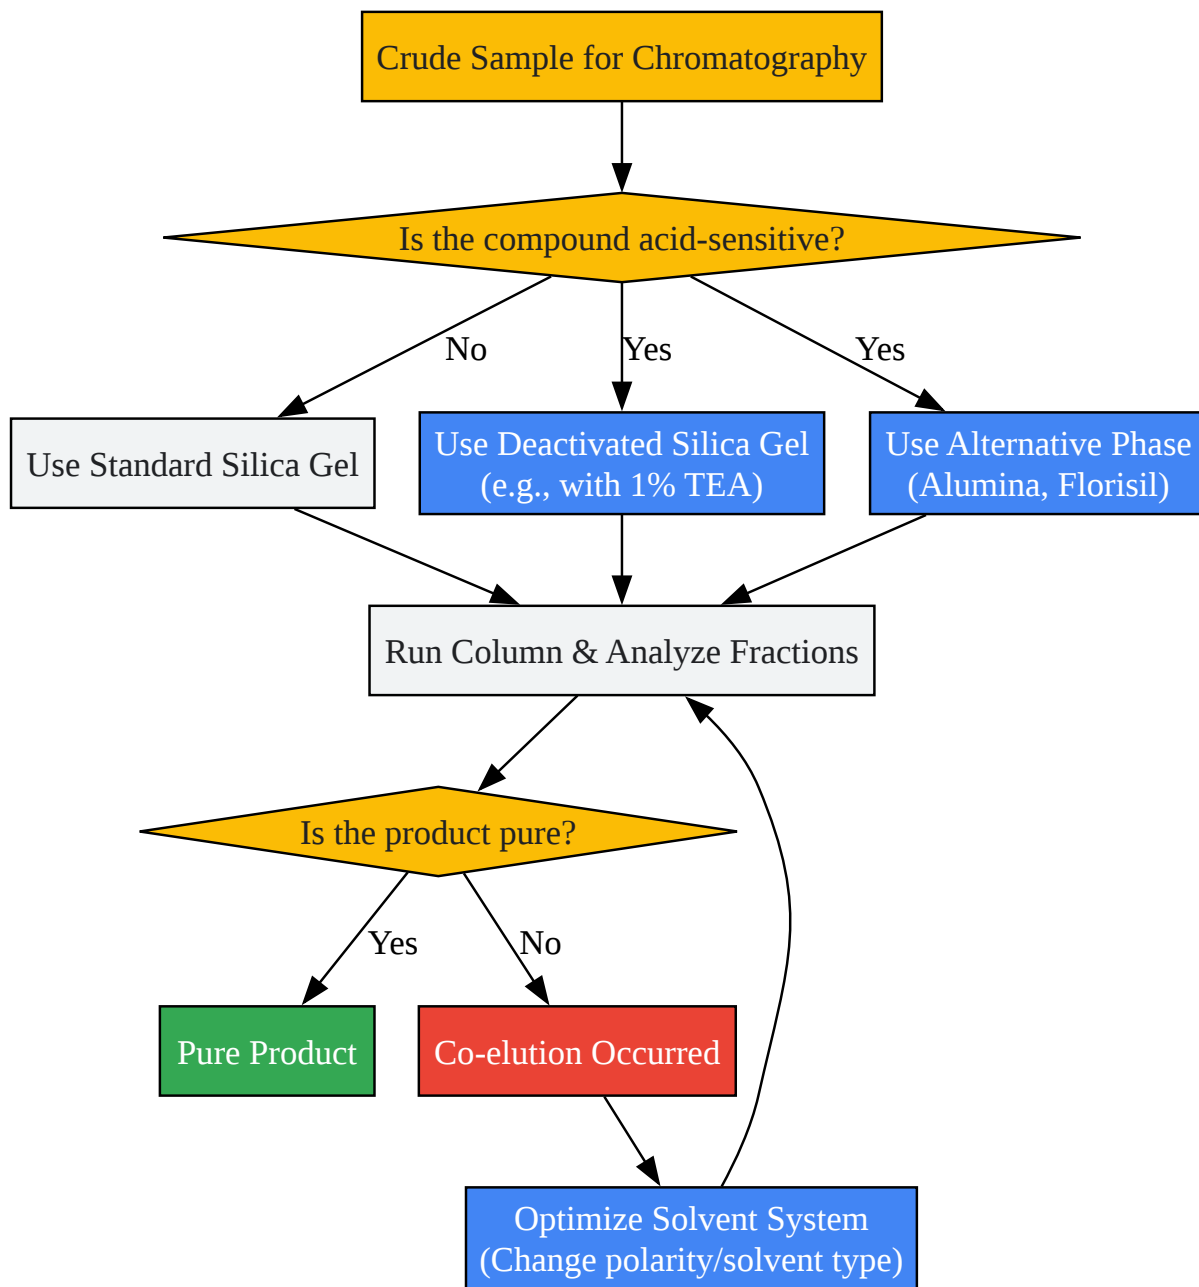 Crude Sample for Chromatography
Is the compound acid-sensitive?
No
Yes
Yes
Use Standard Silica Gel
Use Deactivated Silica Gel
(e.g., with 1% TEA)
Use Alternative Phase
(Alumina, Florisil)
Run Column & Analyze Fractions
Is the product pure?
Yes
No
Pure Product
Co-elution Occurred
Optimize Solvent System
(Change polarity/solvent type)